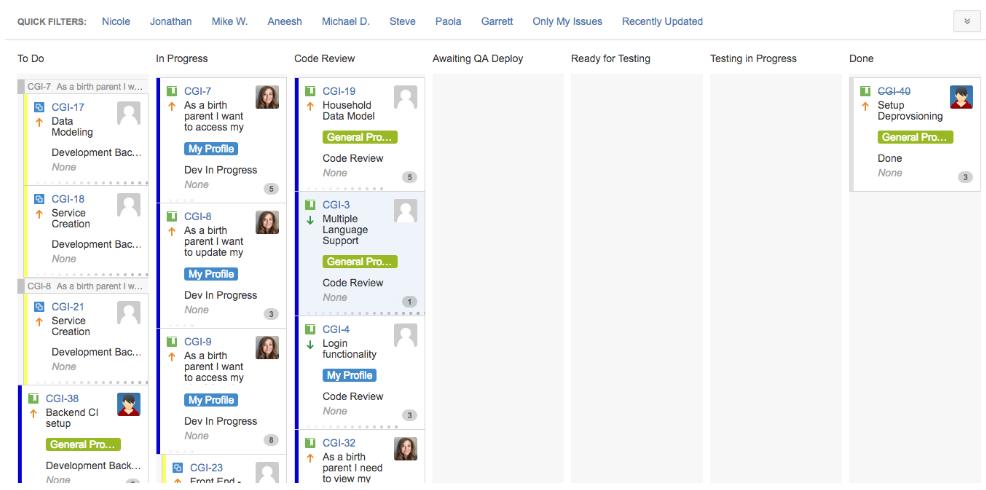 QUICK FILTERS: Nicole Jonathan Mike W. Aneesh Michael D. Steve Paola Garrett Only My Issues Recently Updated
To Do
CGI-7 As a birth parent I w...
CGI-17
Data
Modeling
Development Bac...
None
CGI-18
Service
Creation
Development Bac...
None
CGI-8 As a birth parent I w...
CGI-21
Service
Creation
Development Bac...
None
CGI-38
Backend CI
setup
General Pro...
Development Back...
None
In Progress
CGI-7
As a birth
parent I want
to access my
My Profile
Dev In Progress
None
5
CGI-8
As a birth
parent I want
to update my
My Profile
Dev In Progress
None
3
CGI-9
As a birth
parent I want
to access my
My Profile
Dev In Progress
None
8
CGI-23
Front End -
Code Review
CGI-19
Household
Data Model
General Pro...
Code Review
None
5
CGI-3
Multiple
Language
Support
General Pro...
Code Review
None
1
CGI-4
Login
functionality
My Profile
Code Review
None
3
CGI-32
As a birth
parent I need
to view my
Awaiting QA Deploy
Ready for Testing
Testing in Progress
Done
CGI-40
Setup
Deprovsioning
General Pro...
Done
None
3